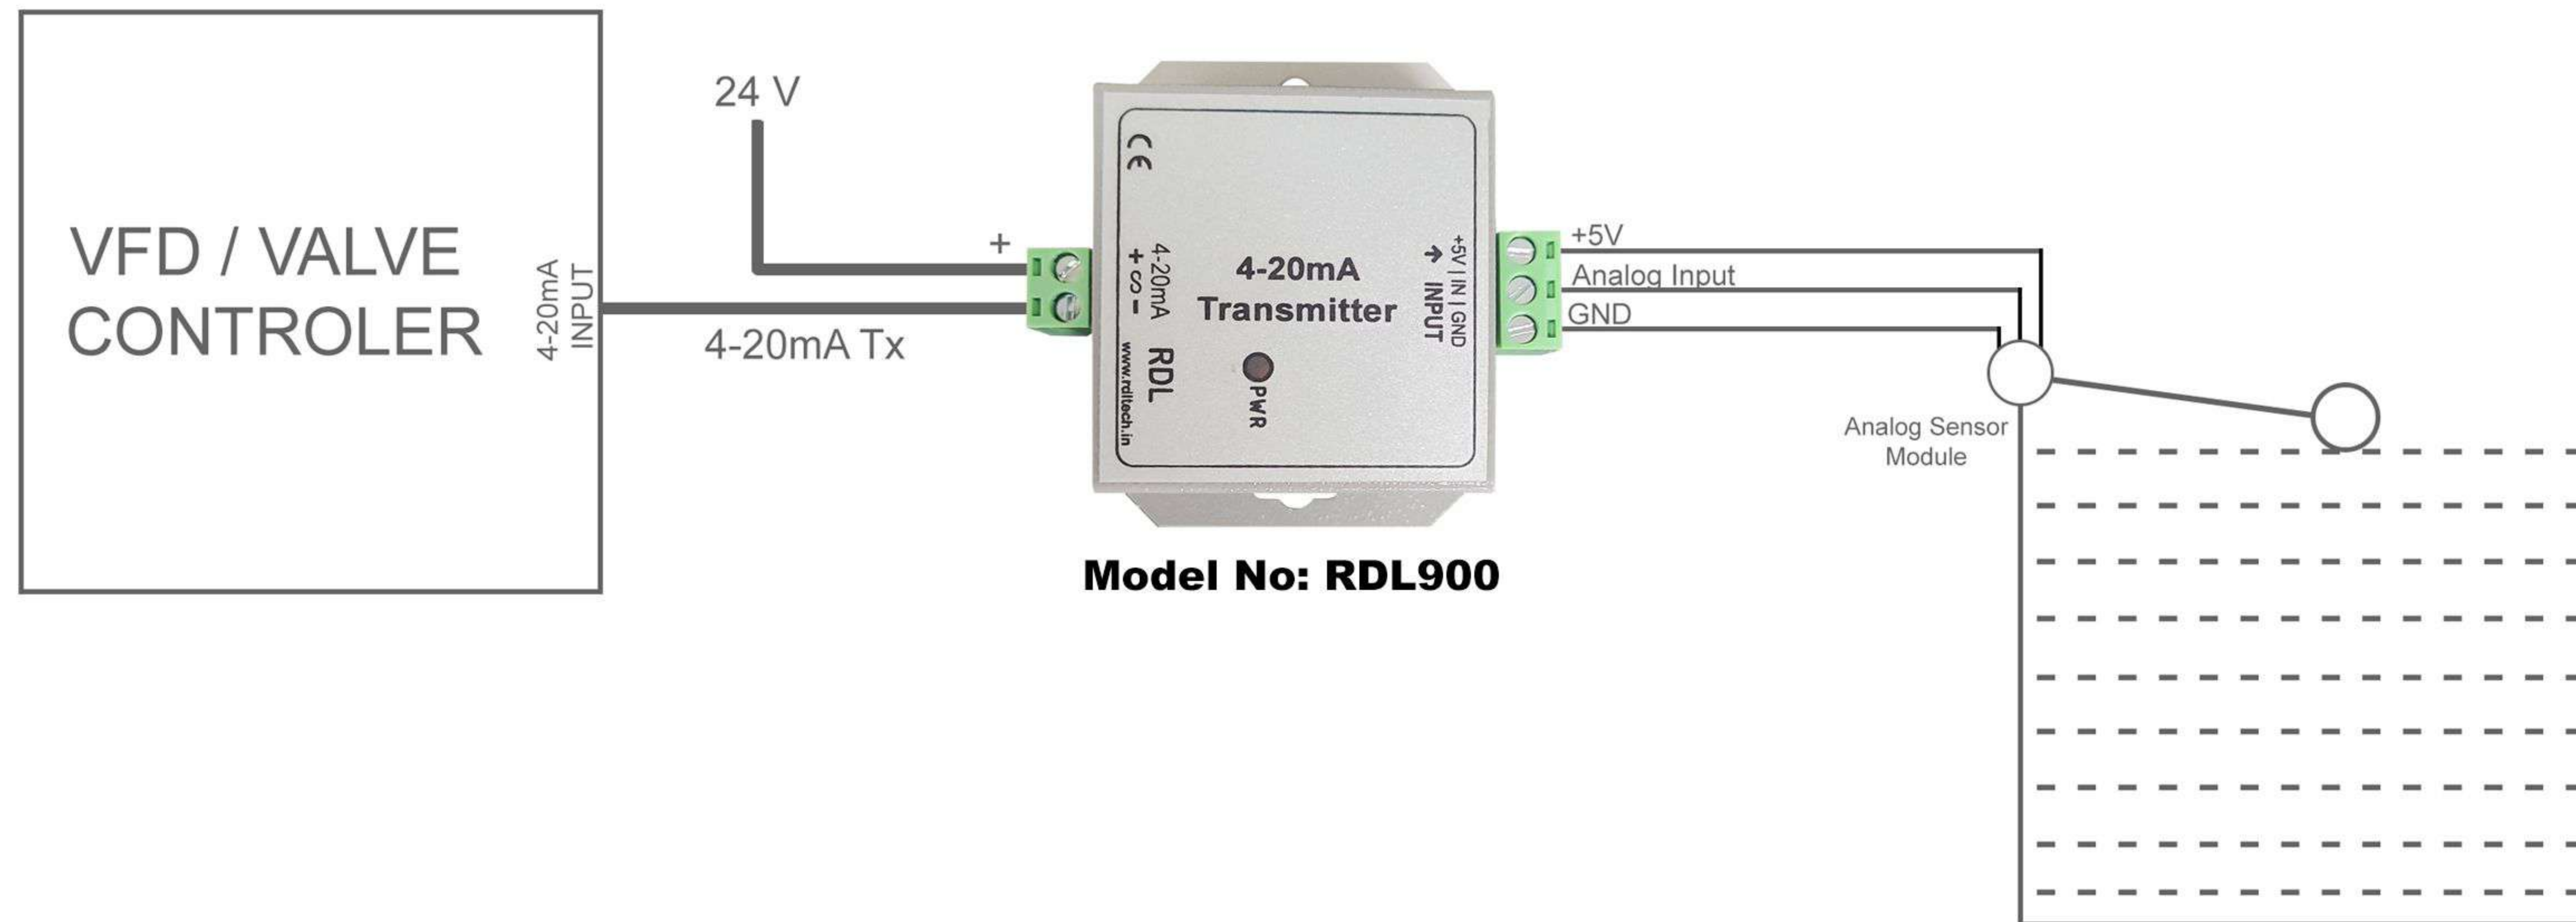 VFD / VALVE
CONTROLER
4-20mA
INPUT
24 V
+
4-20mA Tx
CE
4-20mA
+ ∽ -
RDL
www.rdltech.in
4-20mA
Transmitter
PWR
+5V | IN | GND
➔ INPUT
+5V
Analog Input
GND
Analog Sensor
Module
Model No: RDL900